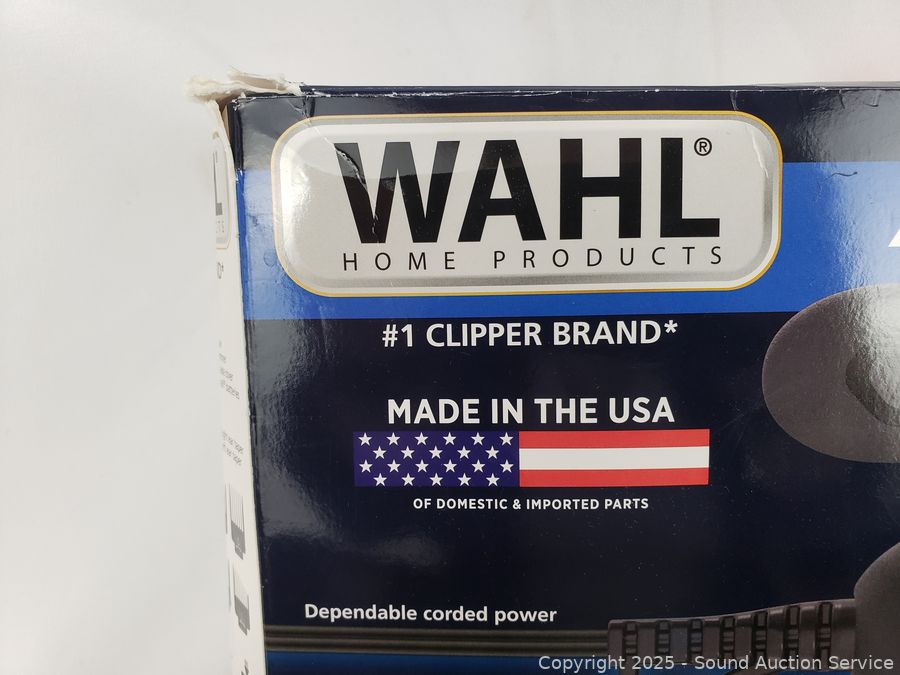 WAHL®
HOME PRODUCTS
#1 CLIPPER BRAND*
MADE IN THE USA
OF DOMESTIC & IMPORTED PARTS
Dependable corded power
Copyright 2025 - Sound Auction Service